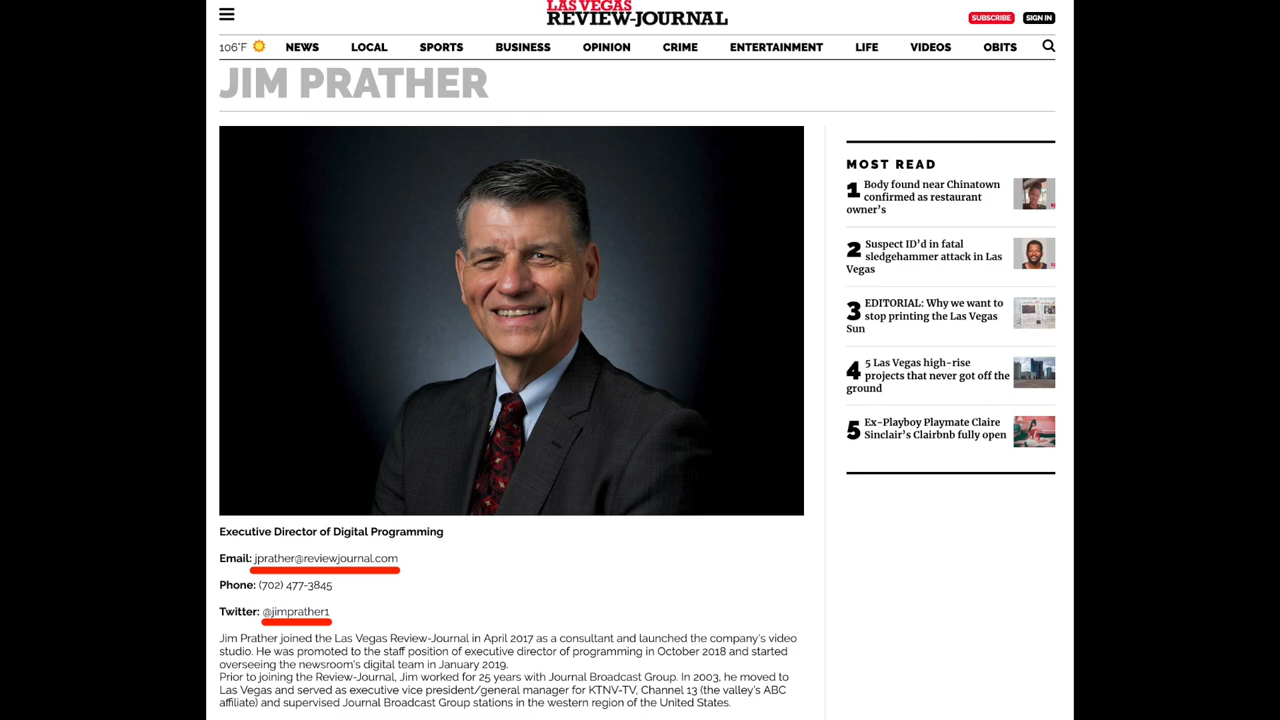 LAS VEGAS
REVIEW-JOURNAL
SUBSCRIBE SIGN IN
106°F NEWS LOCAL SPORTS BUSINESS OPINION CRIME ENTERTAINMENT LIFE VIDEOS OBITS
JIM PRATHER
MOST READ
1 Body found near Chinatown
confirmed as restaurant
owner's
2 Suspect ID'd in fatal
sledgehammer attack in Las
Vegas
3 EDITORIAL: Why we want to
stop printing the Las Vegas
Sun
4 5 Las Vegas high-rise
projects that never got off the
ground
5 Ex-Playboy Playmate Claire
Sinclair's Clairbnb fully open
Executive Director of Digital Programming
Email: jprather@reviewjournal.com
Phone: (702) 477-3845
Twitter: @jimprather1
Jim Prather joined the Las Vegas Review-Journal in April 2017 as a consultant and launched the company's video
studio. He was promoted to the staff position of executive director of programming in October 2018 and started
overseeing the newsroom's digital team in January 2019.
Prior to joining the Review-Journal, Jim worked for 25 years with Journal Broadcast Group. In 2003, he moved to
Las Vegas and served as executive vice president/general manager for KTNV-TV, Channel 13 (the valley's ABC
affiliate) and supervised Journal Broadcast Group stations in the western region of the United States.